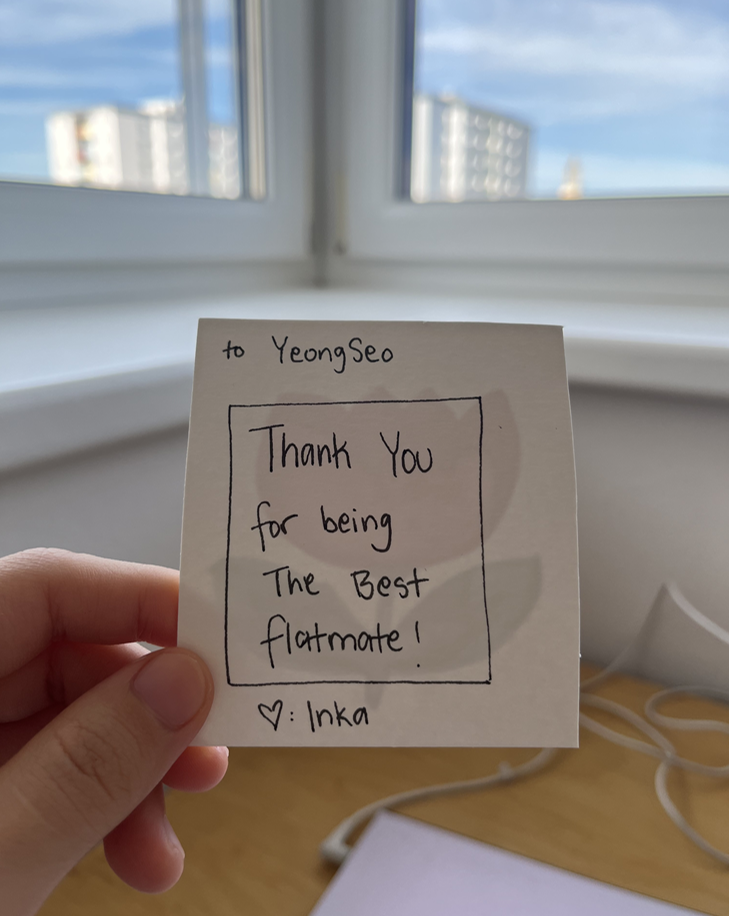 to YeongSeo
Thank You
for being
The Best
flatmate!
♡: Inka